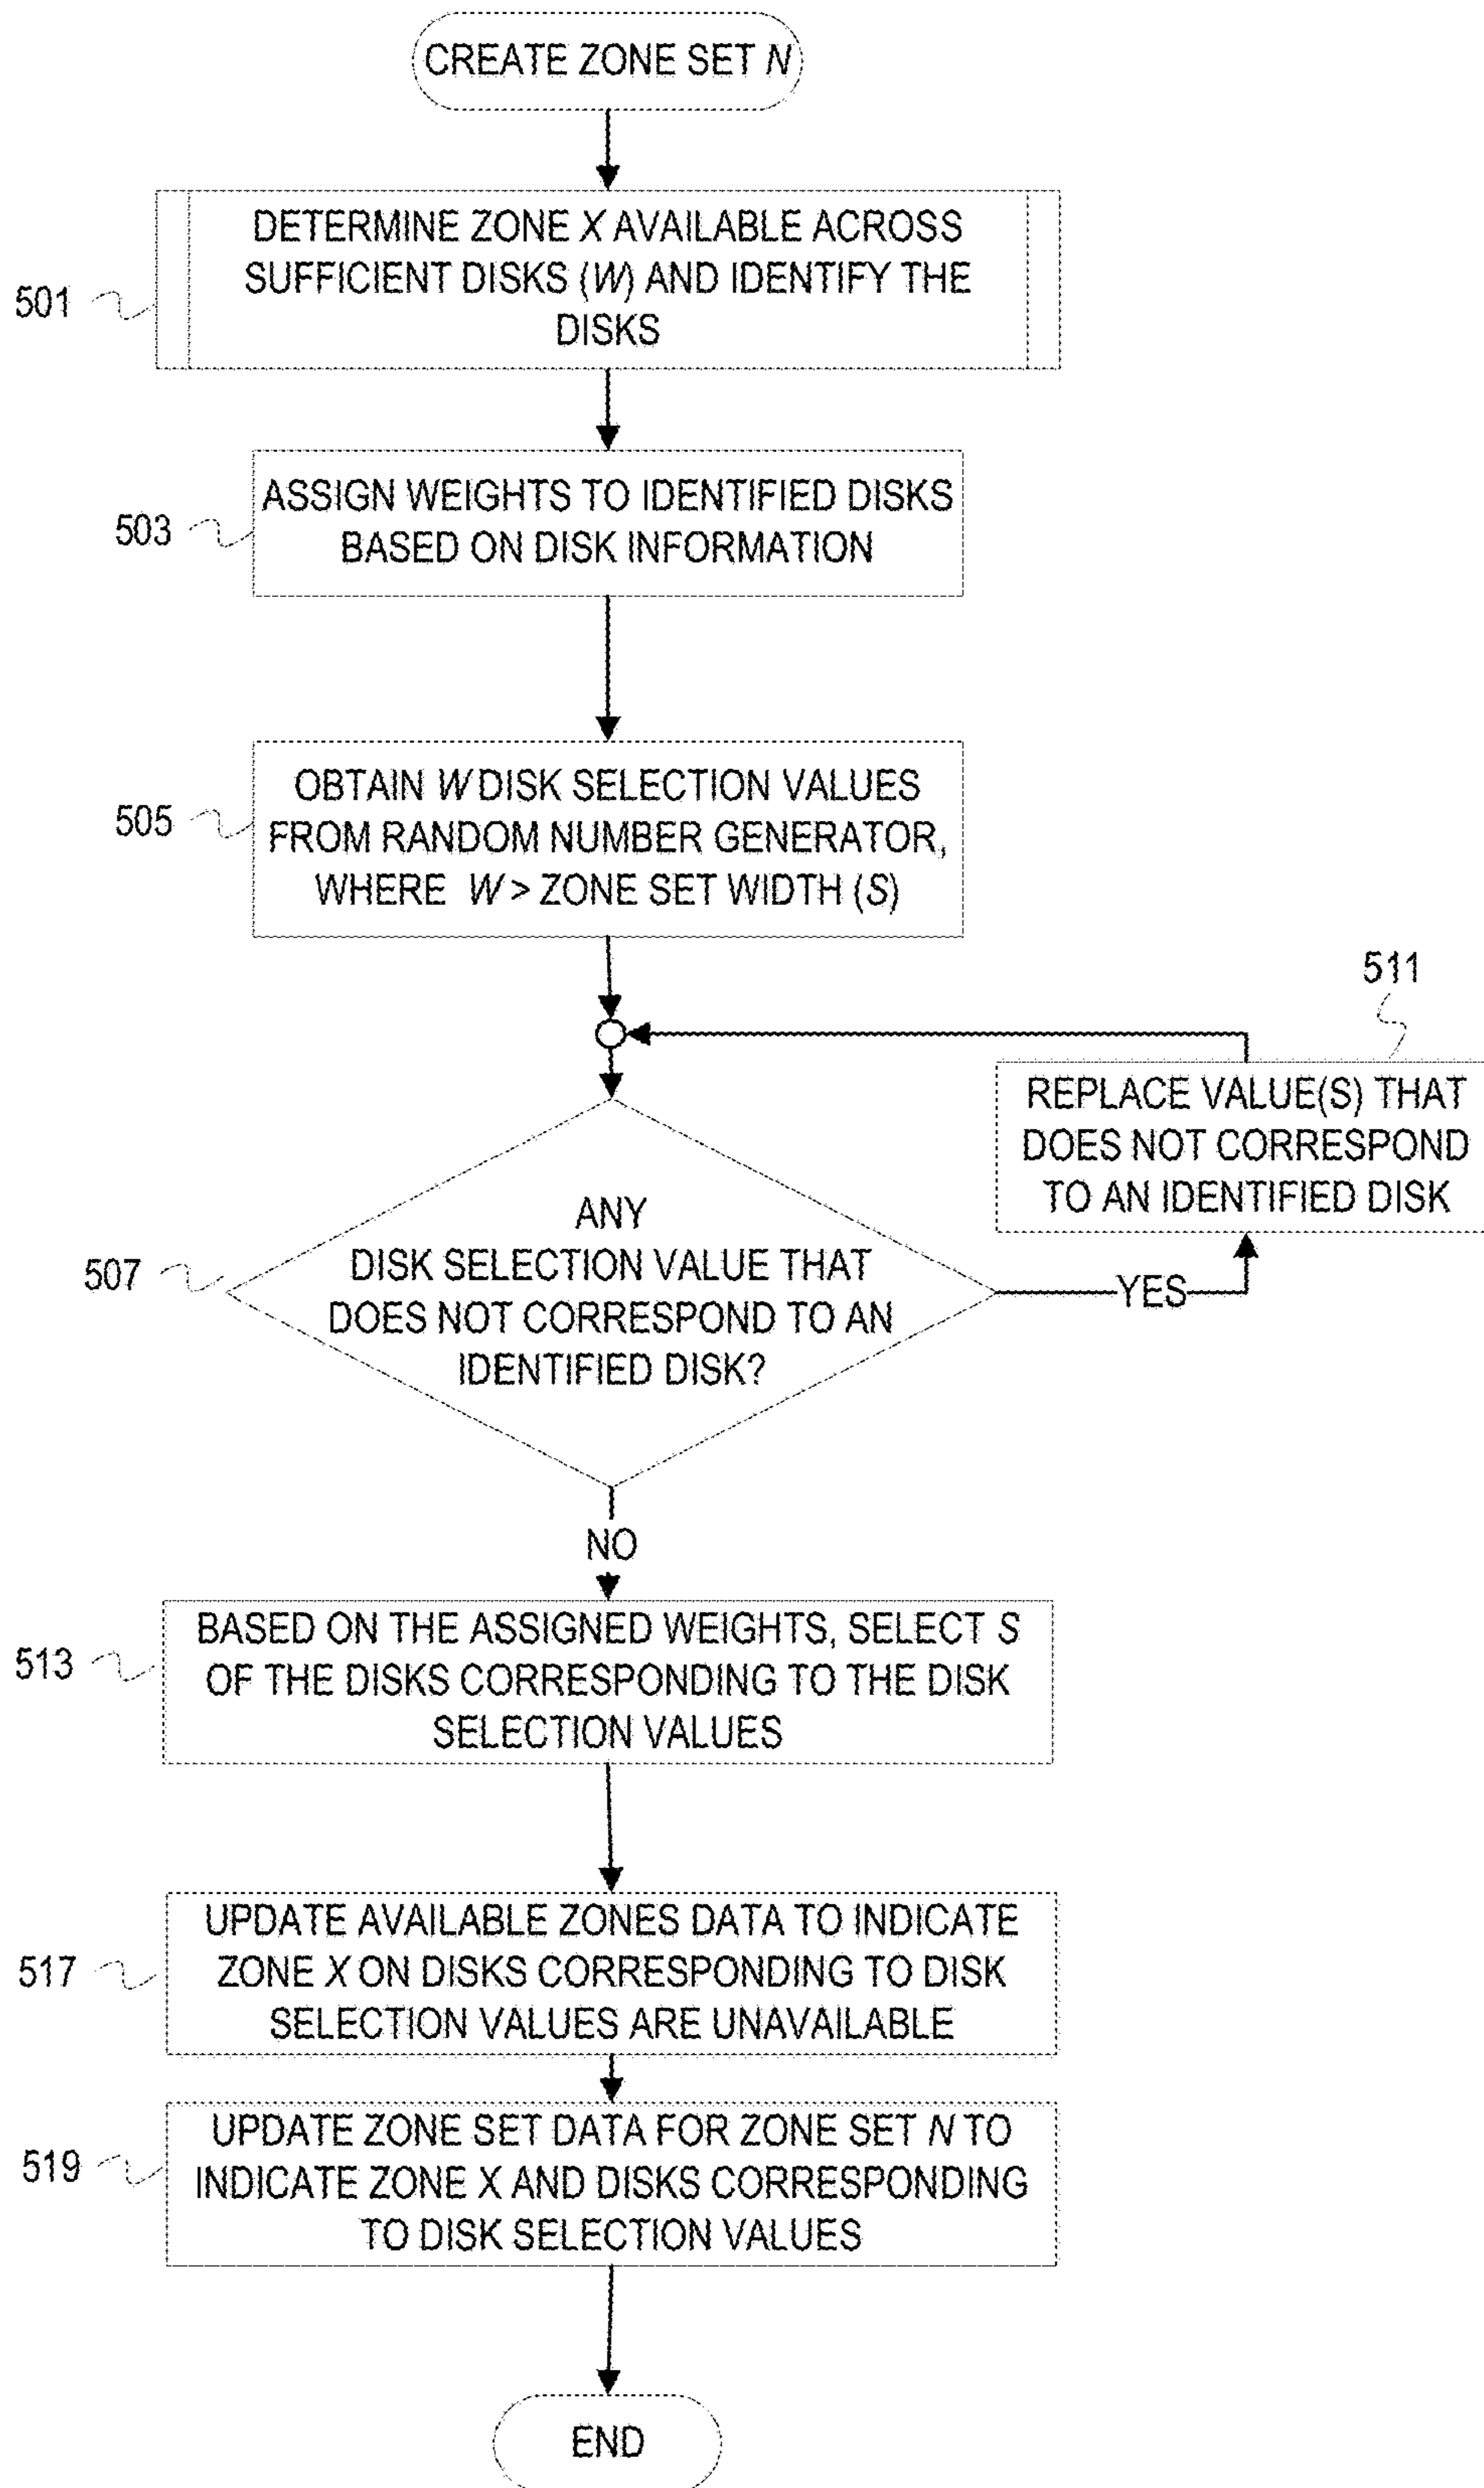 CREATE ZONE SET N
DETERMINE ZONE X AVAILABLE ACROSS
SUFFICIENT DISKS (W) AND IDENTIFY THE
DISKS
501
ASSIGN WEIGHTS TO IDENTIFIED DISKS
BASED ON DISK INFORMATION
503
OBTAIN W DISK SELECTION VALUES
FROM RANDOM NUMBER GENERATOR,
WHERE W > ZONE SET WIDTH (S)
505
511
REPLACE VALUE(S) THAT
DOES NOT CORRESPOND
TO AN IDENTIFIED DISK
ANY
DISK SELECTION VALUE THAT
DOES NOT CORRESPOND TO AN
IDENTIFIED DISK?
507
YES
NO
BASED ON THE ASSIGNED WEIGHTS, SELECT S
OF THE DISKS CORRESPONDING TO THE DISK
SELECTION VALUES
513
UPDATE AVAILABLE ZONES DATA TO INDICATE
ZONE X ON DISKS CORRESPONDING TO DISK
SELECTION VALUES ARE UNAVAILABLE
517
UPDATE ZONE SET DATA FOR ZONE SET N TO
INDICATE ZONE X AND DISKS CORRESPONDING
TO DISK SELECTION VALUES
519
END